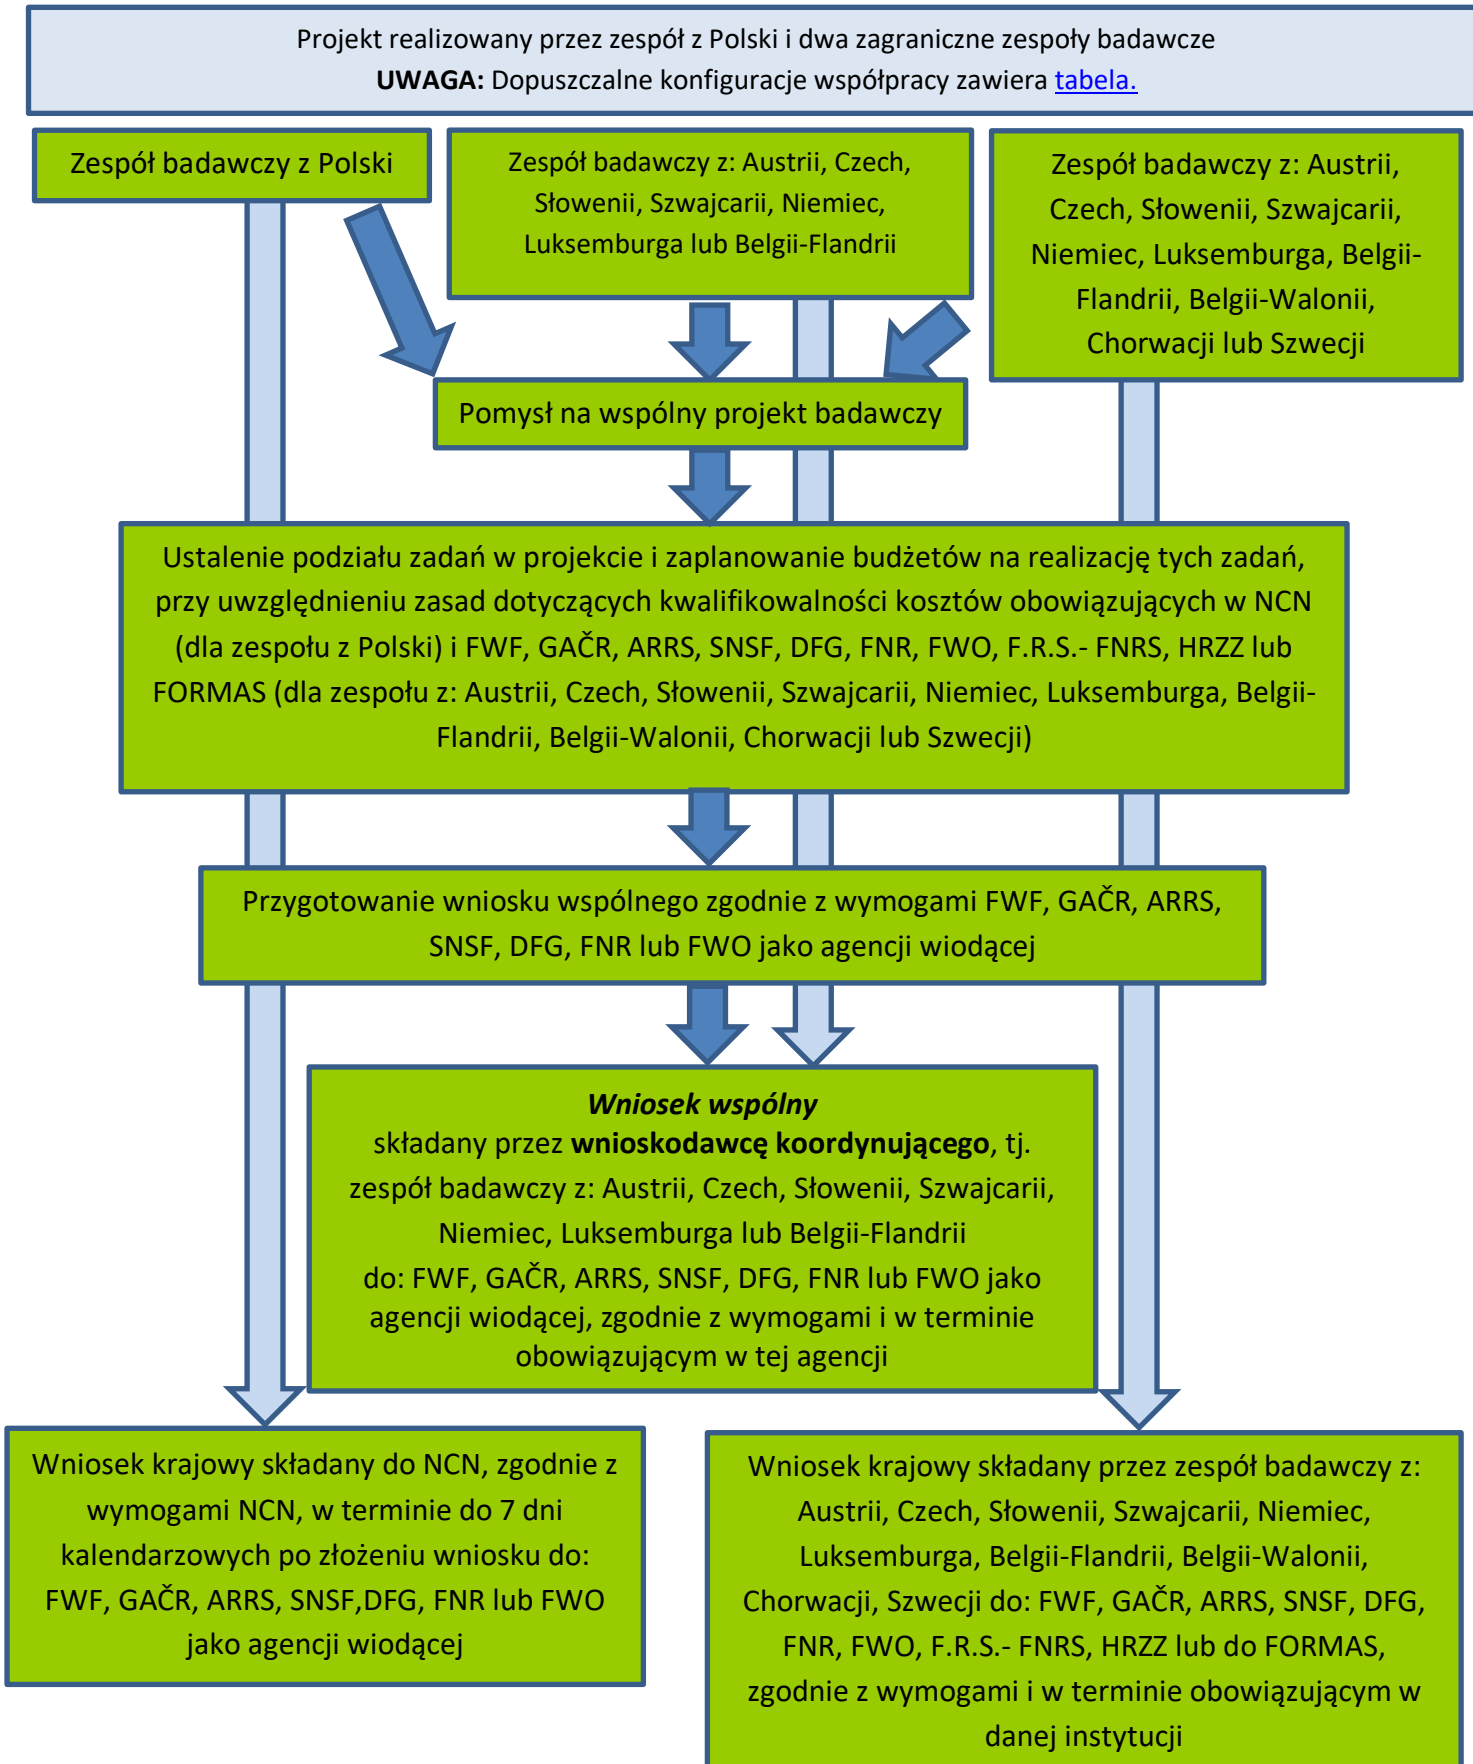 Projekt realizowany przez zespół z Polski i dwa zagraniczne zespoły badawcze
UWAGA: Dopuszczalne konfiguracje współpracy zawiera tabela.
Zespół badawczy z Polski
Zespół badawczy z: Austrii, Czech,
Słowenii, Szwajcarii, Niemiec,
Luksemburga lub Belgii-Flandrii
Zespół badawczy z: Austrii,
Czech, Słowenii, Szwajcarii,
Niemiec, Luksemburga, Belgii-
Flandrii, Belgii-Walonii,
Chorwacji lub Szwecji
Pomysł na wspólny projekt badawczy
Ustalenie podziału zadań w projekcie i zaplanowanie budżetów na realizację tych zadań,
przy uwzględnieniu zasad dotyczących kwalifikowalności kosztów obowiązujących w NCN
(dla zespołu z Polski) i FWF, GAČR, ARRS, SNSF, DFG, FNR, FWO, F.R.S.- FNRS, HRZZ lub
FORMAS (dla zespołu z: Austrii, Czech, Słowenii, Szwajcarii, Niemiec, Luksemburga, Belgii-
Flandrii, Belgii-Walonii, Chorwacji lub Szwecji)
Przygotowanie wniosku wspólnego zgodnie z wymogami FWF, GAČR, ARRS,
SNSF, DFG, FNR lub FWO jako agencji wiodącej
Wniosek wspólny
składany przez wnioskodawcę koordynującego, tj.
zespół badawczy z: Austrii, Czech, Słowenii, Szwajcarii,
Niemiec, Luksemburga lub Belgii-Flandrii
do: FWF, GAČR, ARRS, SNSF, DFG, FNR lub FWO jako
agencji wiodącej, zgodnie z wymogami i w terminie
obowiązującym w tej agencji
Wniosek krajowy składany do NCN, zgodnie z
wymogami NCN, w terminie do 7 dni
kalendarzowych po złożeniu wniosku do:
FWF, GAČR, ARRS, SNSF,DFG, FNR lub FWO
jako agencji wiodącej
Wniosek krajowy składany przez zespół badawczy z:
Austrii, Czech, Słowenii, Szwajcarii, Niemiec,
Luksemburga, Belgii-Flandrii, Belgii-Walonii,
Chorwacji, Szwecji do: FWF, GAČR, ARRS, SNSF, DFG,
FNR, FWO, F.R.S.- FNRS, HRZZ lub do FORMAS,
zgodnie z wymogami i w terminie obowiązującym w
danej instytucji